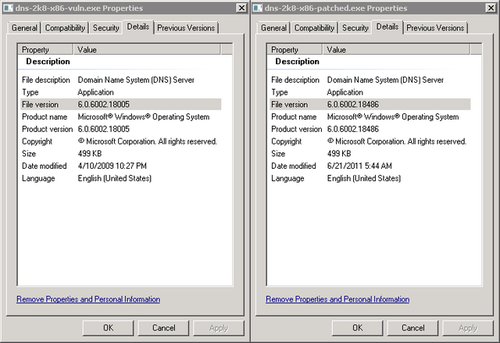 dns-2k8-x86-vuln.exe Properties
General Compatibility Security Details Previous Versions
Property Value
Description
File description Domain Name System (DNS) Server
Type Application
File version 6.0.6002.18005
Product name Microsoft® Windows® Operating System
Product version 6.0.6002.18005
Copyright © Microsoft Corporation. All rights reserved.
Size 499 KB
Date modified 4/10/2009 10:27 PM
Language English (United States)
Remove Properties and Personal Information
OK Cancel Apply
dns-2k8-x86-patched.exe Properties
General Compatibility Security Details Previous Versions
Property Value
Description
File description Domain Name System (DNS) Server
Type Application
File version 6.0.6002.18486
Product name Microsoft® Windows® Operating System
Product version 6.0.6002.18486
Copyright © Microsoft Corporation. All rights reserved.
Size 499 KB
Date modified 6/21/2011 5:44 AM
Language English (United States)
Remove Properties and Personal Information
OK Cancel Apply